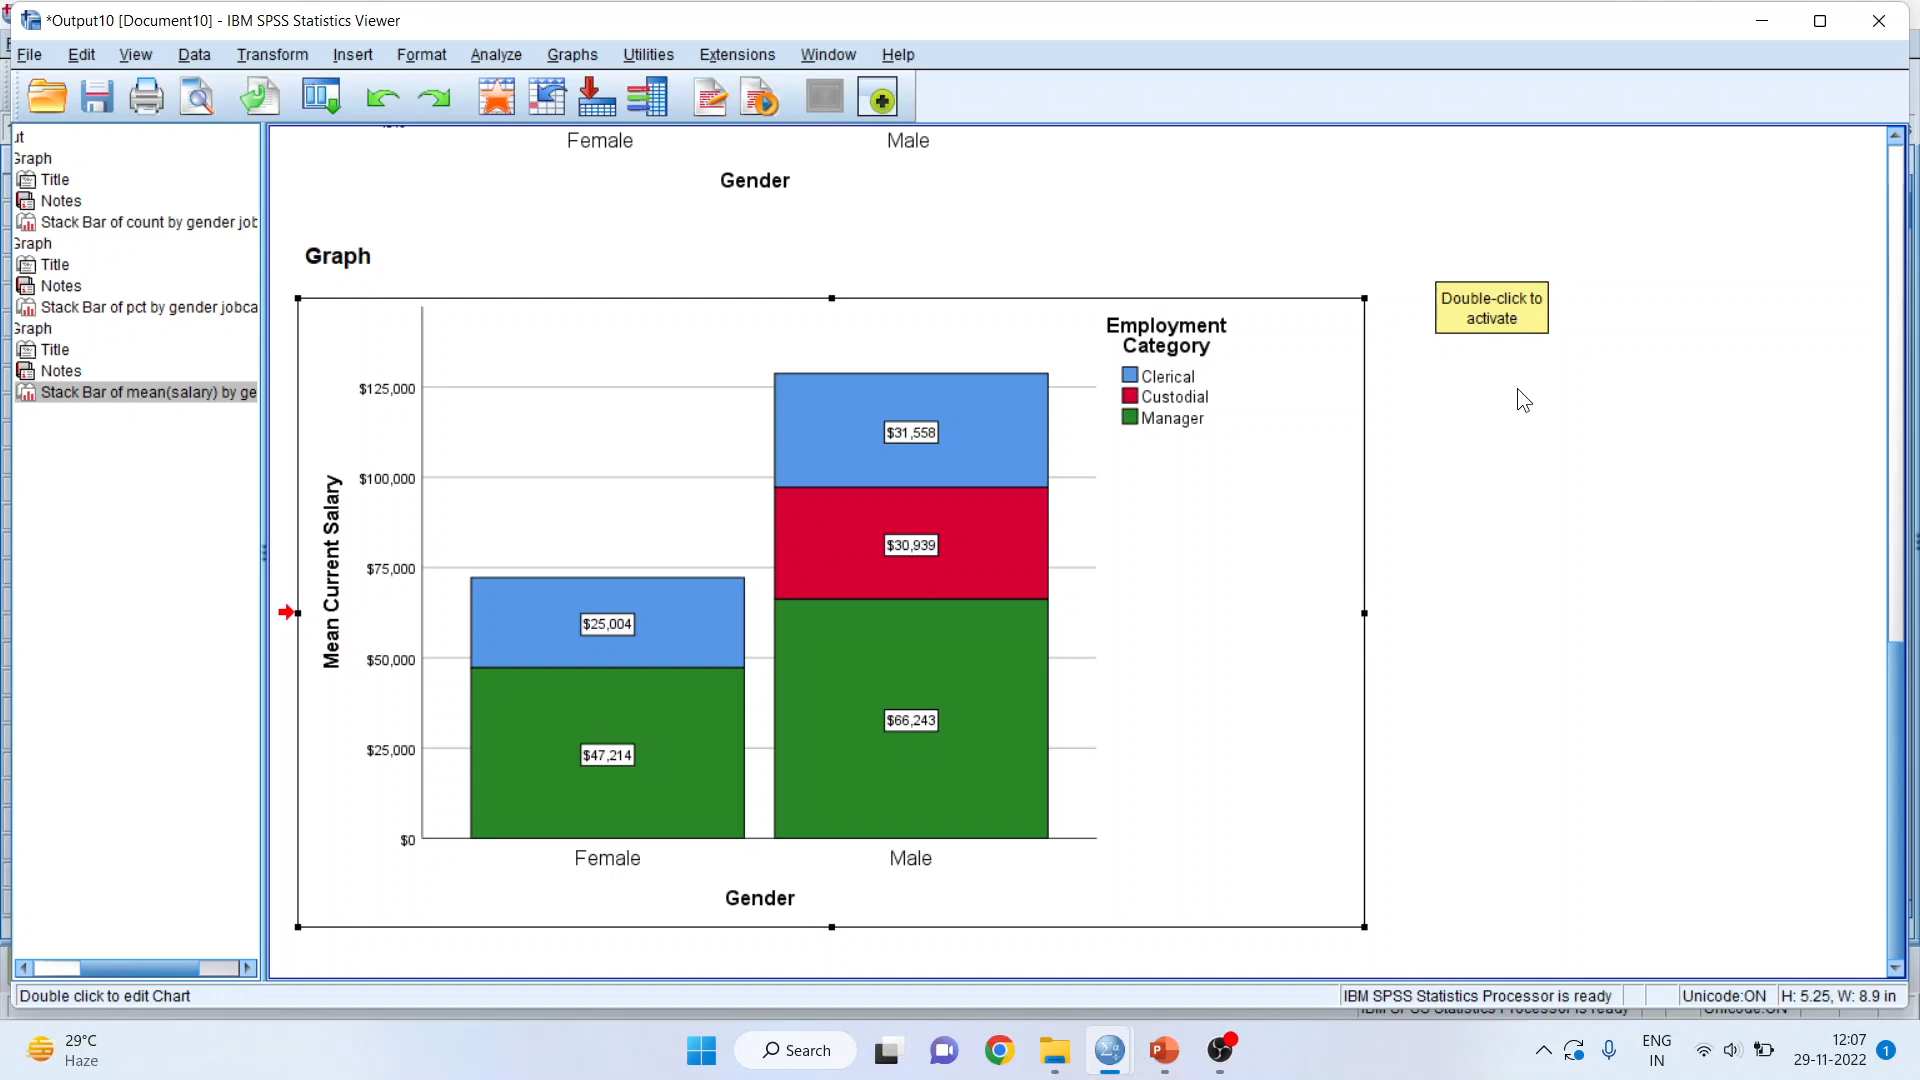 *Output10 [Document10] - IBM SPSS Statistics Viewer
File Edit View Data Transform Insert Format Analyze Graphs Utilities Extensions Window Help
Graph
Title
Notes
Stack Bar of count by gender
Graph
Title
Notes
Stack Bar of pct by gender jobca
Graph
Title
Notes
Stack Bar of mean(salary) by ge
Female Male
Gender
Graph
Double-click to
activate
Employment
Category
Clerical
Custodial
Manager
Mean Current Salary
$125,000
$100,000
$75,000
$50,000
$25,000
$0
$31,558
$30,939
$66,243
$25,004
$47,214
Female Male
Gender
Double click to edit Chart
IBM SPSS Statistics Processor is ready
Unicode:ON
H: 5.25, W: 8.9 in
29°C
Haze
Search
ENG
IN
12:07
29-11-2022
1